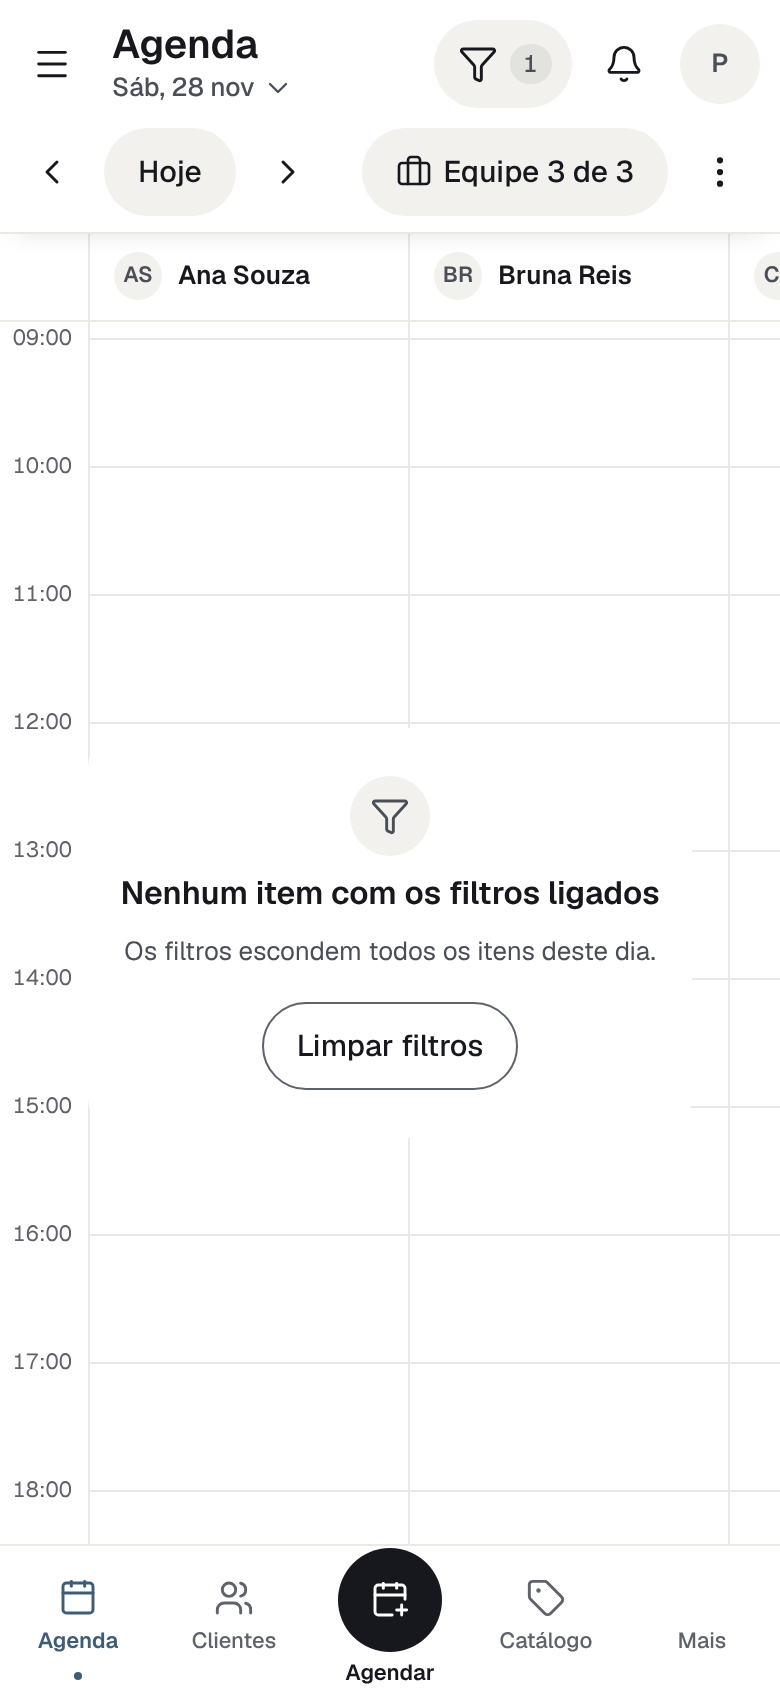 Agenda
Sáb, 28 nov
1
P
Hoje
Equipe 3 de 3
AS Ana Souza
BR Bruna Reis
C
09:00
10:00
11:00
12:00
13:00
Nenhum item com os filtros ligados
Os filtros escondem todos os itens deste dia.
14:00
Limpar filtros
15:00
16:00
17:00
18:00
Agenda
Clientes
Agendar
Catálogo
Mais